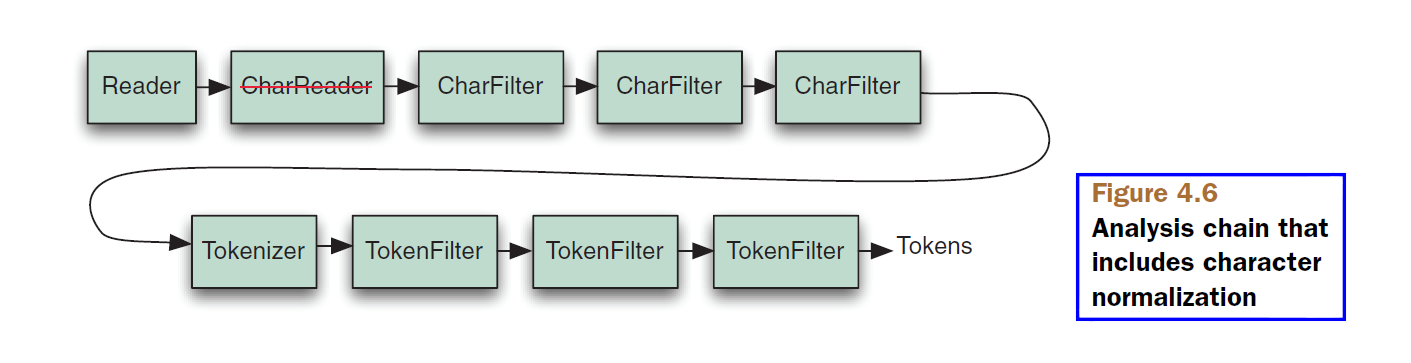 Reader CharReader CharFilter CharFilter CharFilter
Tokenizer TokenFilter TokenFilter TokenFilter Tokens
Figure 4.6
Analysis chain that
includes character
normalization